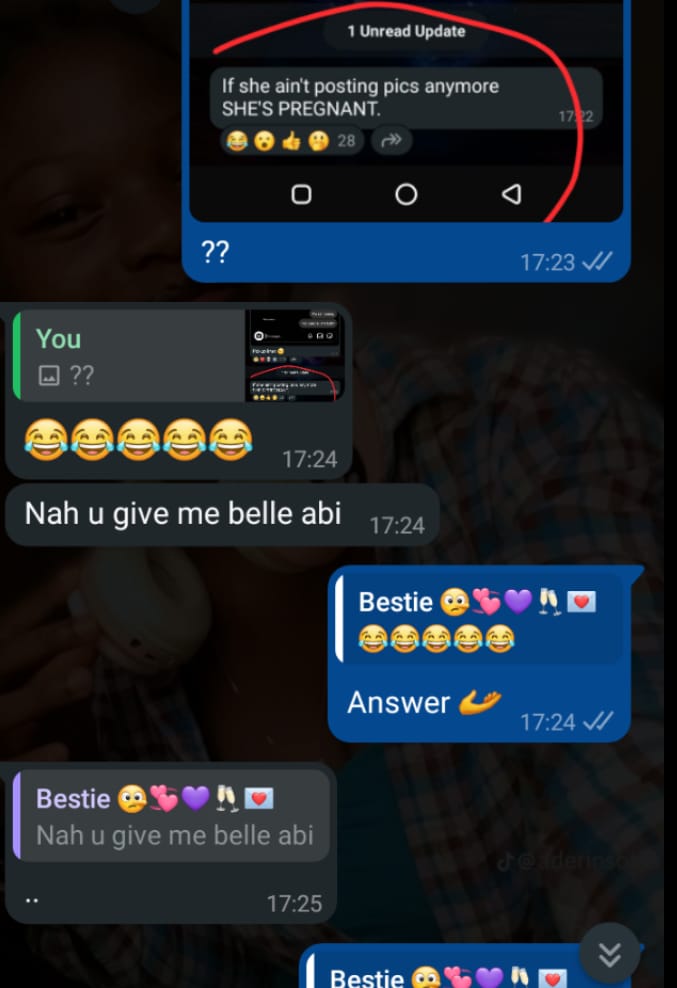 1 Unread Update
If she ain't posting pics anymore
SHE'S PREGNANT.
17:22
😂😮👍🤭 28
??
17:23
You
??
😂😂😂😂😂
17:24
Nah u give me belle abi 17:24
Bestie 🤕💞💜🥂💌
😂😂😂😂😂
Answer 🫴
17:24
Bestie 🤕💞💜🥂💌
Nah u give me belle abi
..
17:25
Bestie 🤕💞💜🥂💌